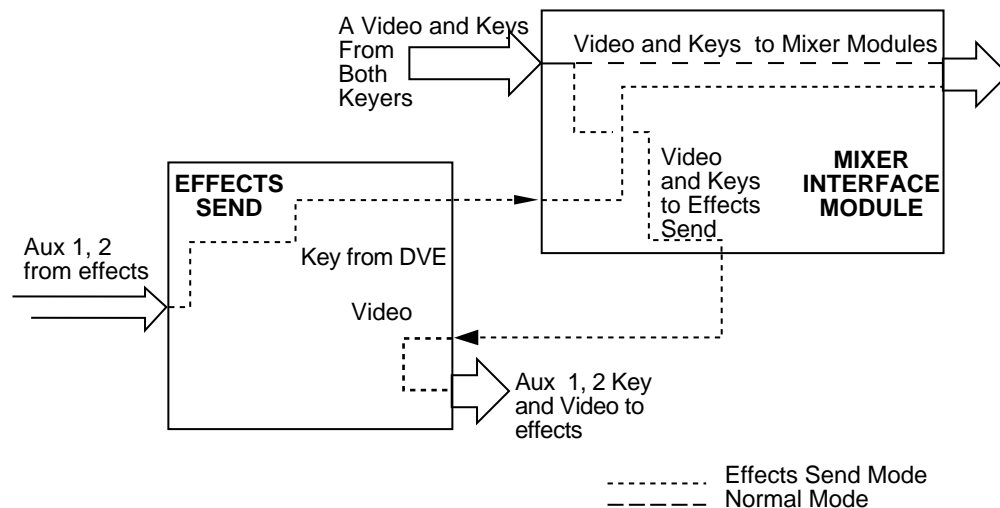 A Video and Keys
From
Both
Keyers
Video and Keys to Mixer Modules
Video
and Keys
to Effects
Send
MIXER
INTERFACE
MODULE
EFFECTS
SEND
Key from DVE
Aux 1, 2
from effects
Video
Aux 1, 2 Key
and Video to
effects
Effects Send Mode
Normal Mode